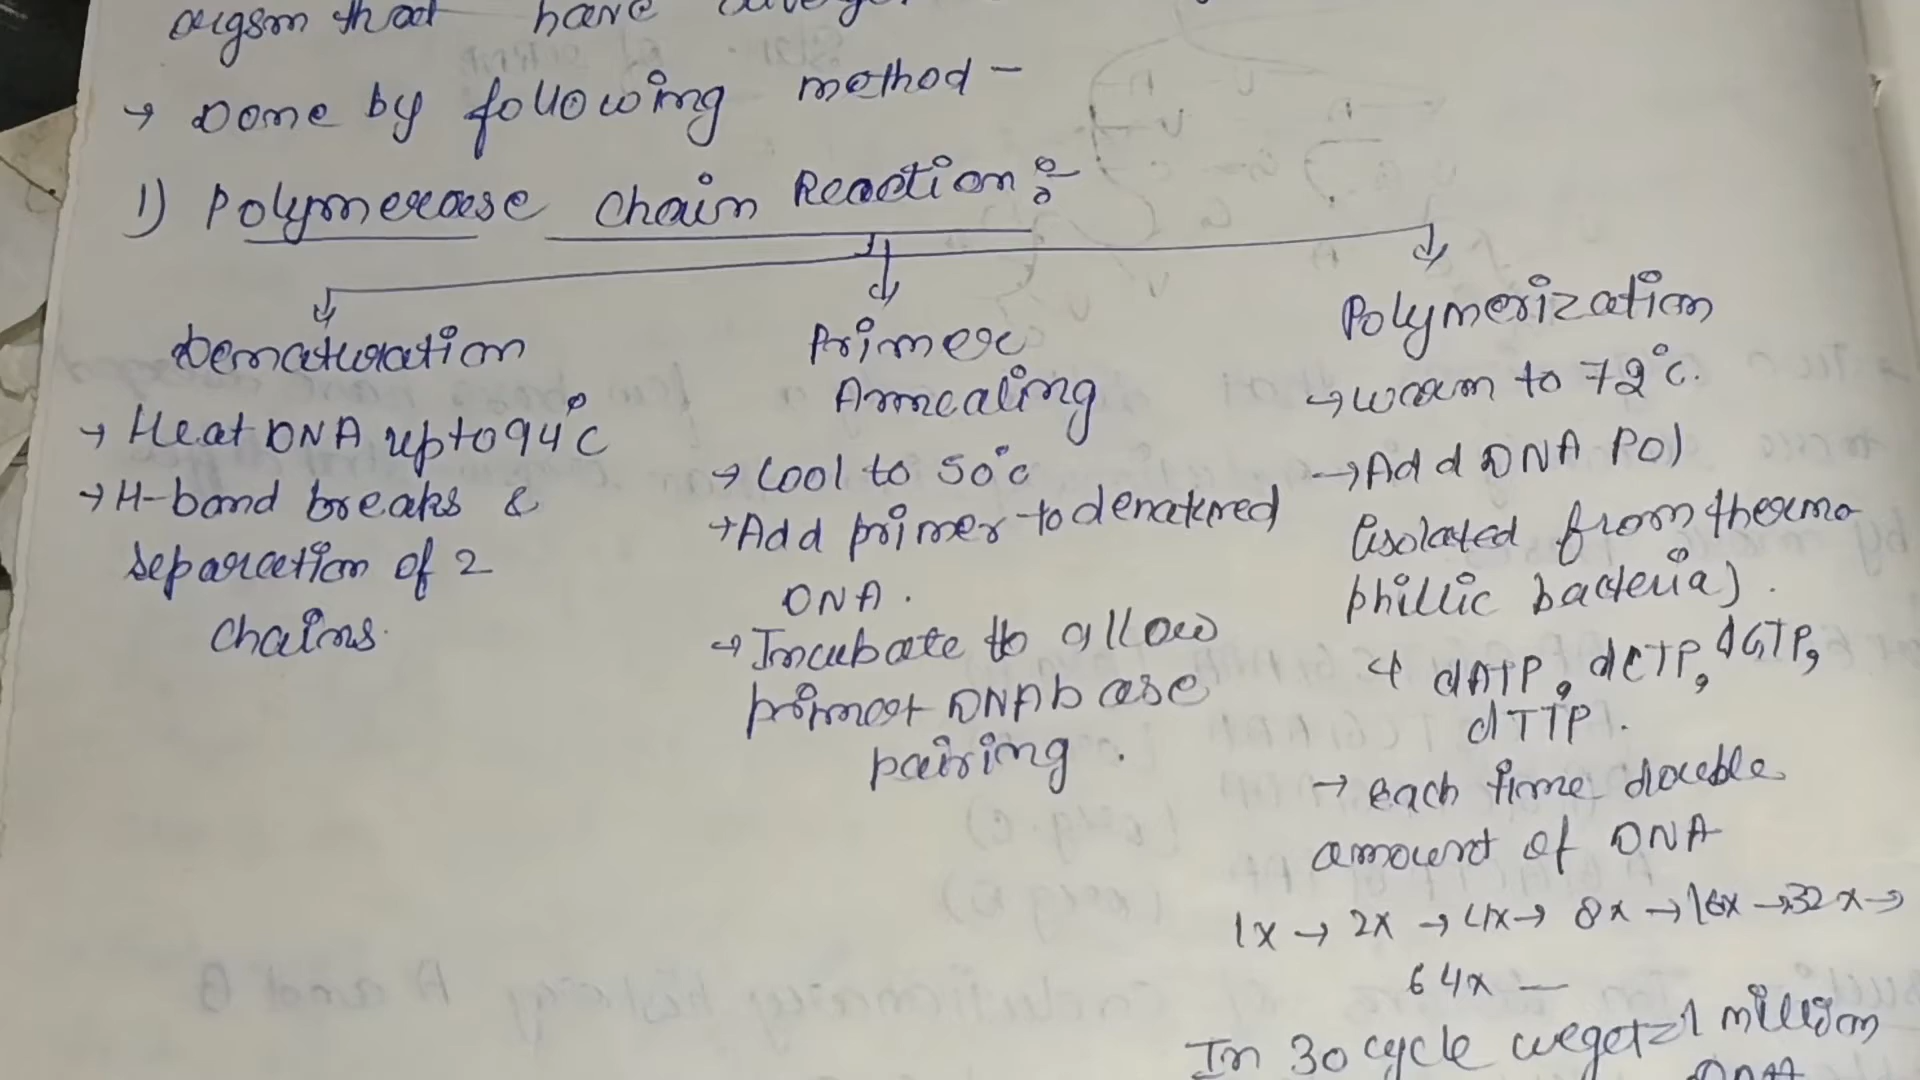 that have
→ Done by following method -
1) Polymerase chain Reaction :-
Denaturation
→ Heat DNA upto 94°c
→ H-bond breaks &
separation of 2
chains.
Primer
Annealing
→ Cool to 50°c
→ Add primer to denatured
DNA.
→ Incubate to allow
primer DNA base
pairing.
Polymerization
→ warm to 72°c.
→ Add DNA Pol
(isolated from thermo
phillic bacteria).
& dATP, dCTP, dGTP,
dTTP.
→ each time double
amount of DNA
1x → 2x → 4x → 8x → 16x → 32x →
64x —
In 30 cycle we get = 1 million
DNA